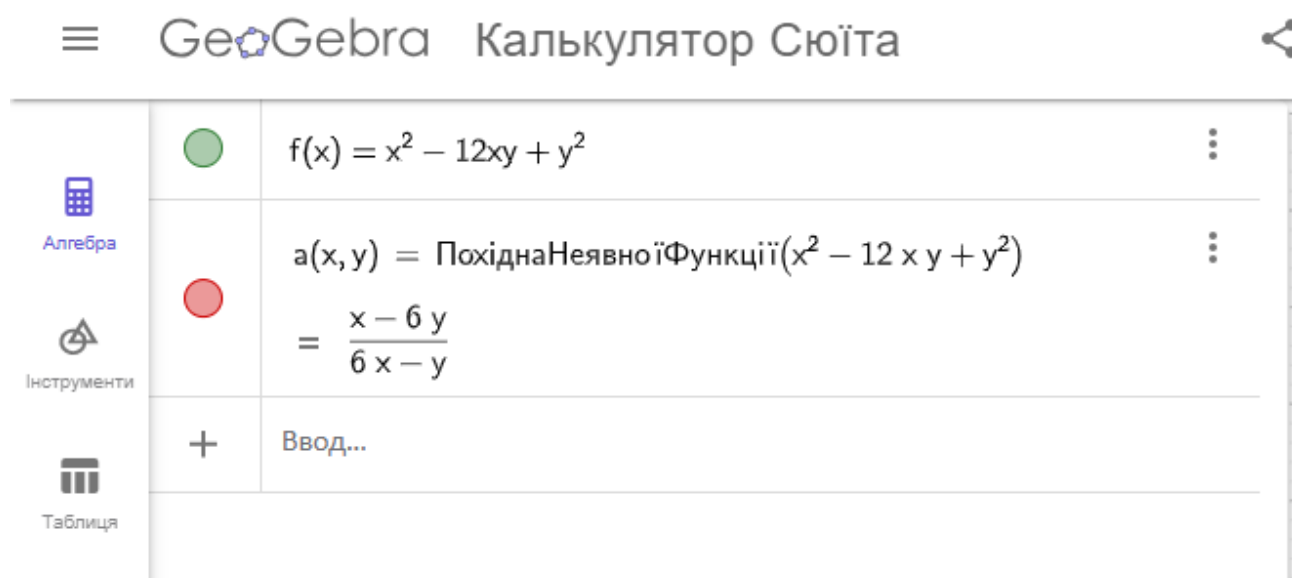 GeoGebra Калькулятор Сюїта
f(x) = x² − 12xy + y²
Алгебра
a(x, y) = ПохіднаНеявноїФункції(x² − 12 x y + y²)
= (x − 6 y)/(6 x − y)
Інструменти
Ввод...
Таблиця